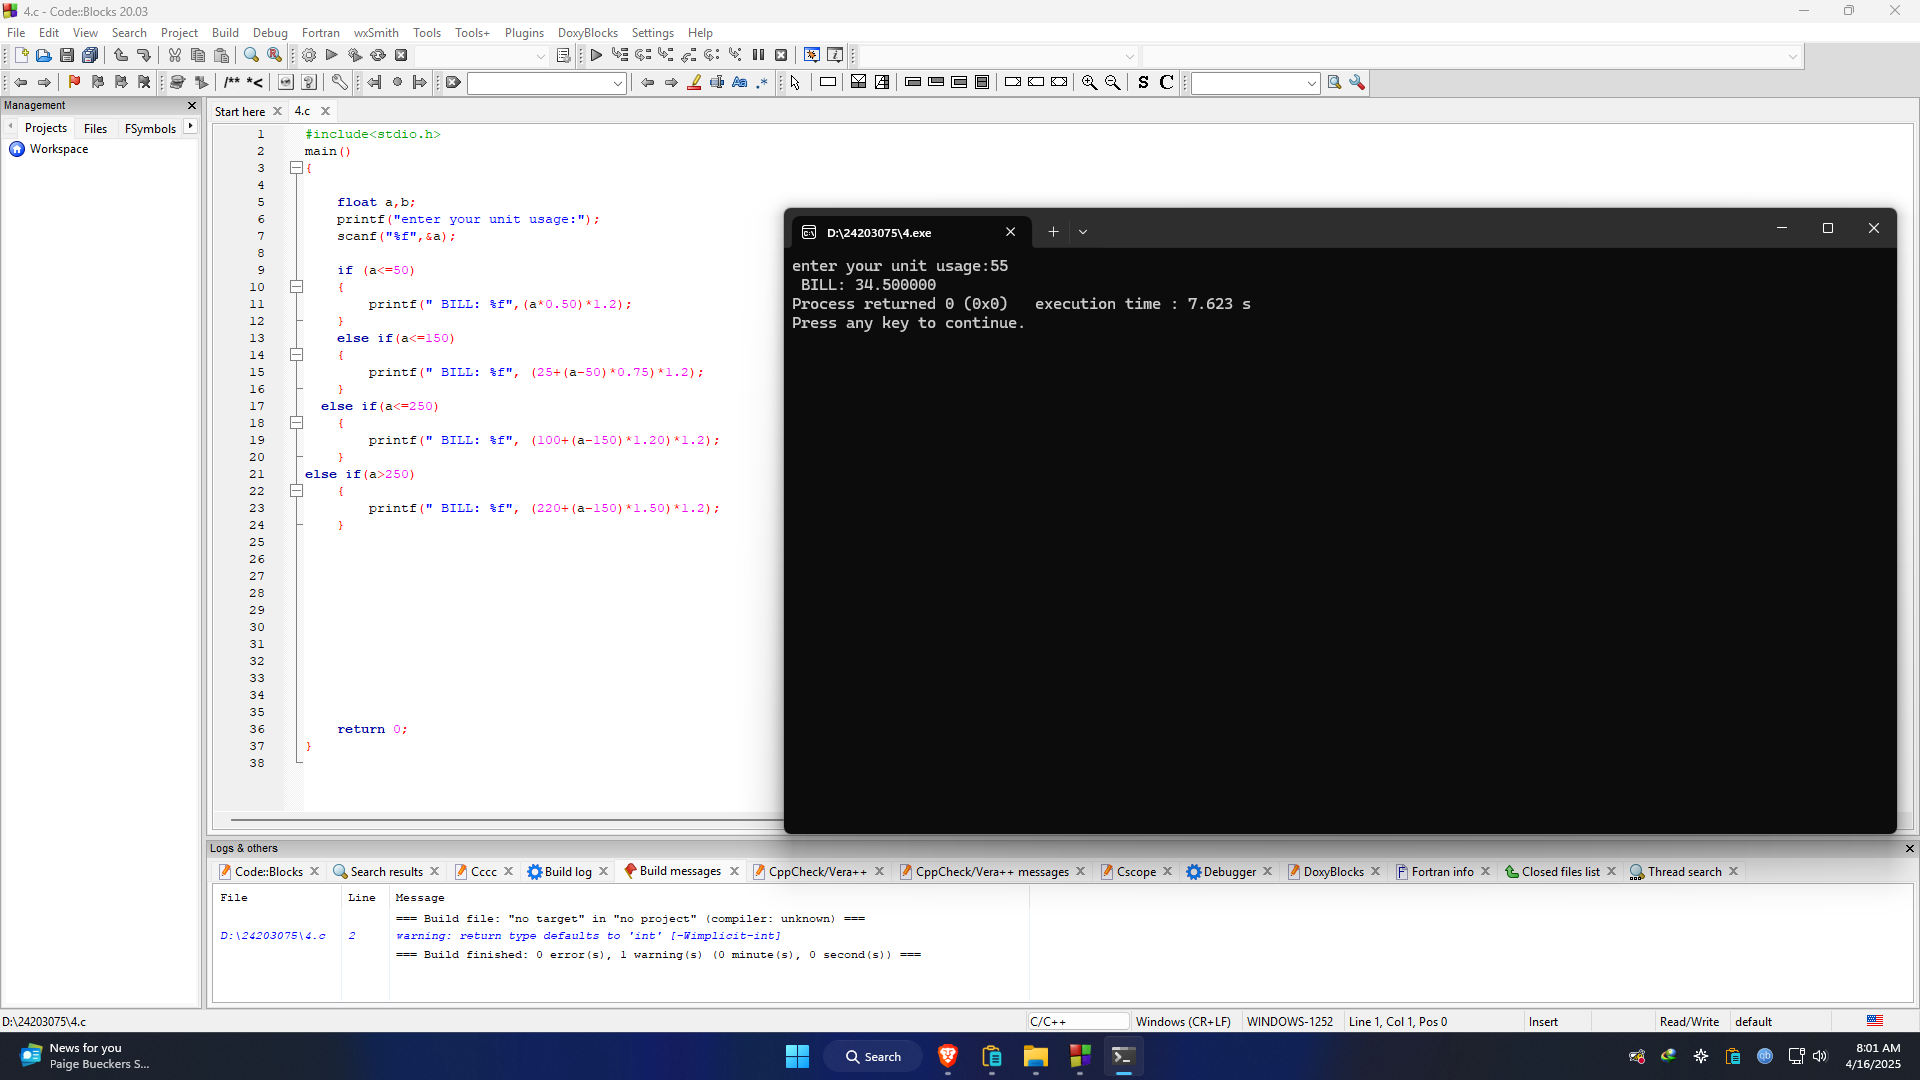 4.c - Code::Blocks 20.03
File Edit View Search Project Build Debug Fortran wxSmith Tools Tools+ Plugins DoxyBlocks Settings Help
/** *<
Aa .* S C
Management
Projects Files FSymbols
Workspace
Start here 4.c
1 #include<stdio.h>
2 main()
3 {
4
5 float a,b;
6 printf("enter your unit usage:");
7 scanf("%f",&a);
8
9 if (a<=50)
10 {
11 printf(" BILL: %f",(a*0.50)*1.2);
12 }
13 else if(a<=150)
14 {
15 printf(" BILL: %f", (25+(a-50)*0.75)*1.2);
16 }
17 else if(a<=250)
18 {
19 printf(" BILL: %f", (100+(a-150)*1.20)*1.2);
20 }
21 else if(a>250)
22 {
23 printf(" BILL: %f", (220+(a-150)*1.50)*1.2);
24 }
25
26
27
28
29
30
31
32
33
34
35
36 return 0;
37 }
38
D:\24203075\4.exe
enter your unit usage:55
BILL: 34.500000
Process returned 0 (0x0) execution time : 7.623 s
Press any key to continue.
Logs & others
Code::Blocks Search results Cccc Build log Build messages CppCheck/Vera++ CppCheck/Vera++ messages Cscope Debugger DoxyBlocks Fortran info Closed files list Thread search
File Line Message
=== Build file: "no target" in "no project" (compiler: unknown) ===
D:\24203075\4.c 2 warning: return type defaults to 'int' [-Wimplicit-int]
=== Build finished: 0 error(s), 1 warning(s) (0 minute(s), 0 second(s)) ===
D:\24203075\4.c C/C++ Windows (CR+LF) WINDOWS-1252 Line 1, Col 1, Pos 0 Insert Read/Write default
News for you
Paige Bueckers S...
Search
qb
8:01 AM
4/16/2025